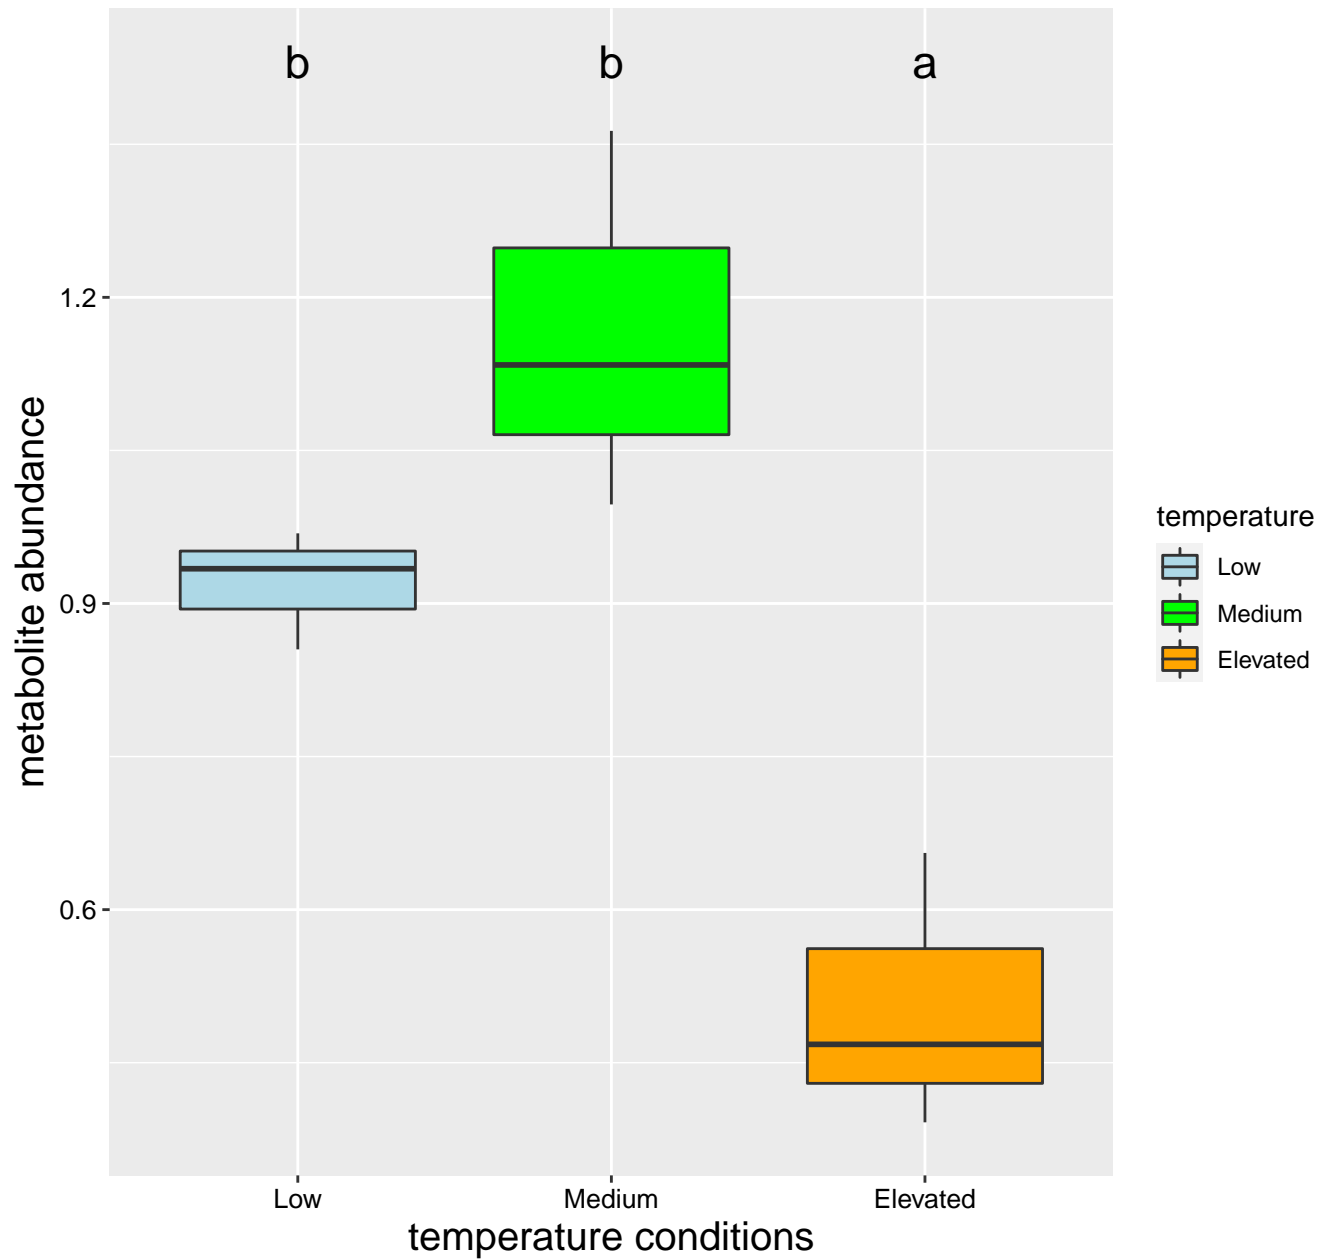 b b a
1.2
0.9
0.6
metabolite abundance
Low Medium Elevated
temperature conditions
temperature
Low
Medium
Elevated